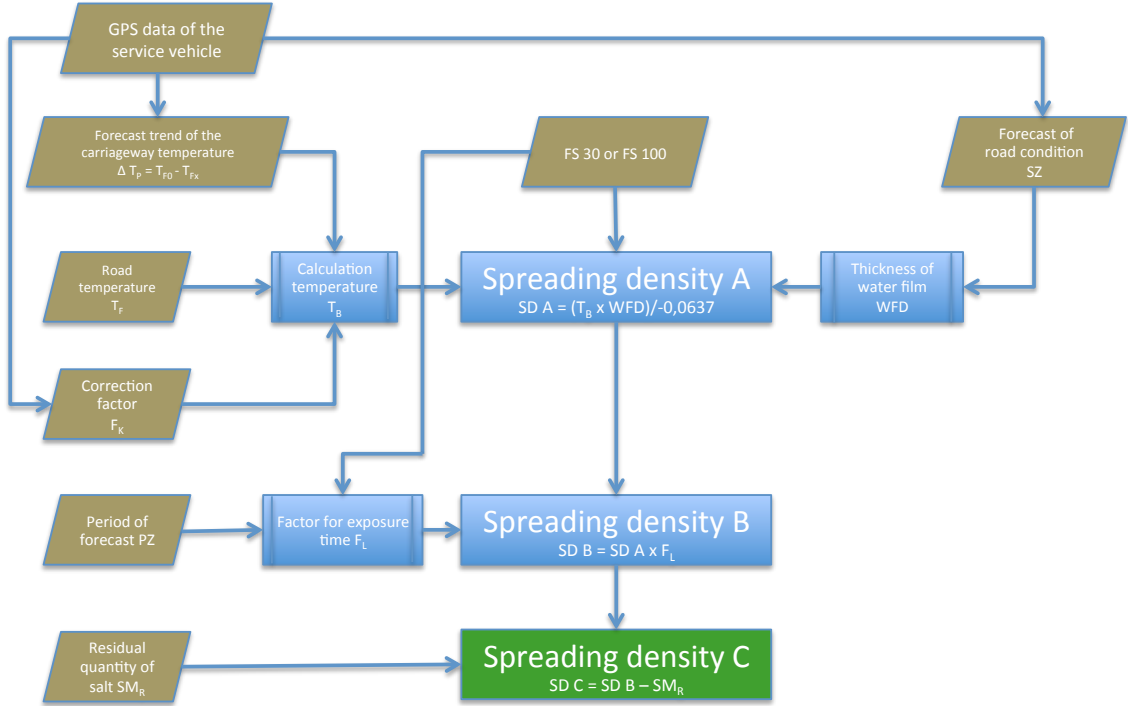 GPS data of the
service vehicle
Forecast trend of the
carriageway temperature
Δ T_P = T_F0 - T_Fx
FS 30 or FS 100
Forecast of
road condition
SZ
Road
temperature
T_F
Calculation
temperature
T_B
Spreading density A
SD A = (T_B x WFD)/-0,0637
Thickness of
water film
WFD
Correction
factor
F_K
Period of
forecast PZ
Factor for exposure
time F_L
Spreading density B
SD B = SD A x F_L
Residual
quantity of
salt SM_R
Spreading density C
SD C = SD B – SM_R